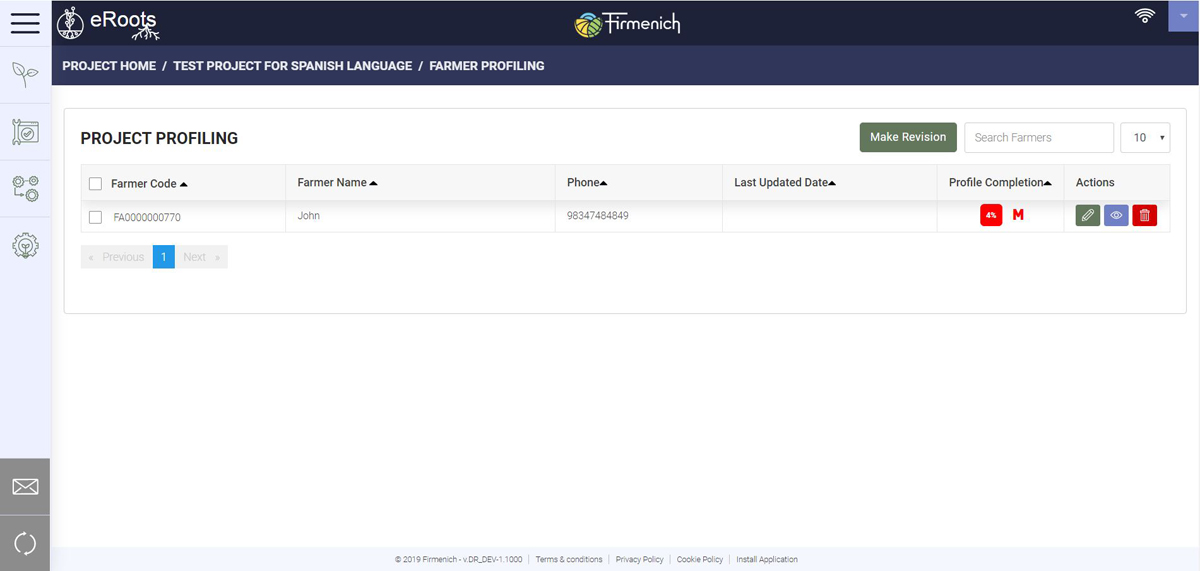 eRoots
Firmenich
PROJECT HOME / TEST PROJECT FOR SPANISH LANGUAGE / FARMER PROFILING
PROJECT PROFILING
Make Revision
Search Farmers
10
Farmer Code Farmer Name Phone Last Updated Date Profile Completion Actions
FA0000000770 John 98347484849 4% M
« Previous 1 Next »
© 2019 Firmenich - v.DR_DEV-1.1000 | Terms & conditions | Privacy Policy | Cookie Policy | Install Application